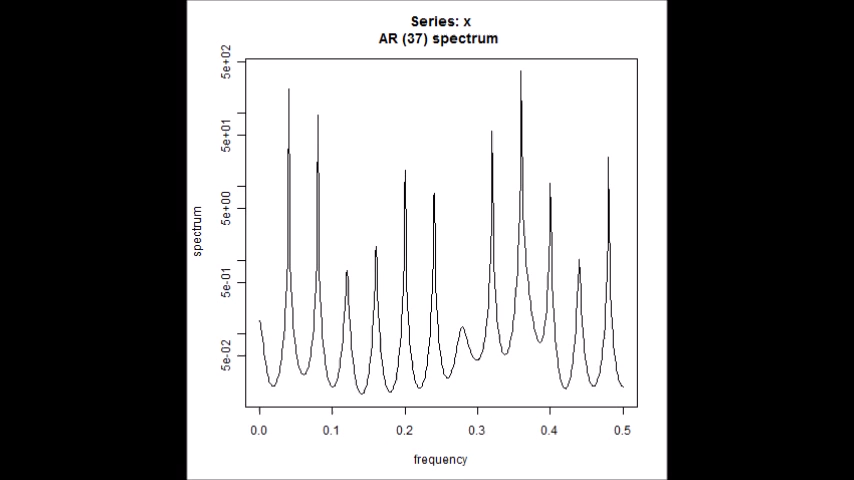 Series: x
AR (37) spectrum
5e+02
5e+01
5e+00
5e-01
5e-02
spectrum
0.0 0.1 0.2 0.3 0.4 0.5
frequency